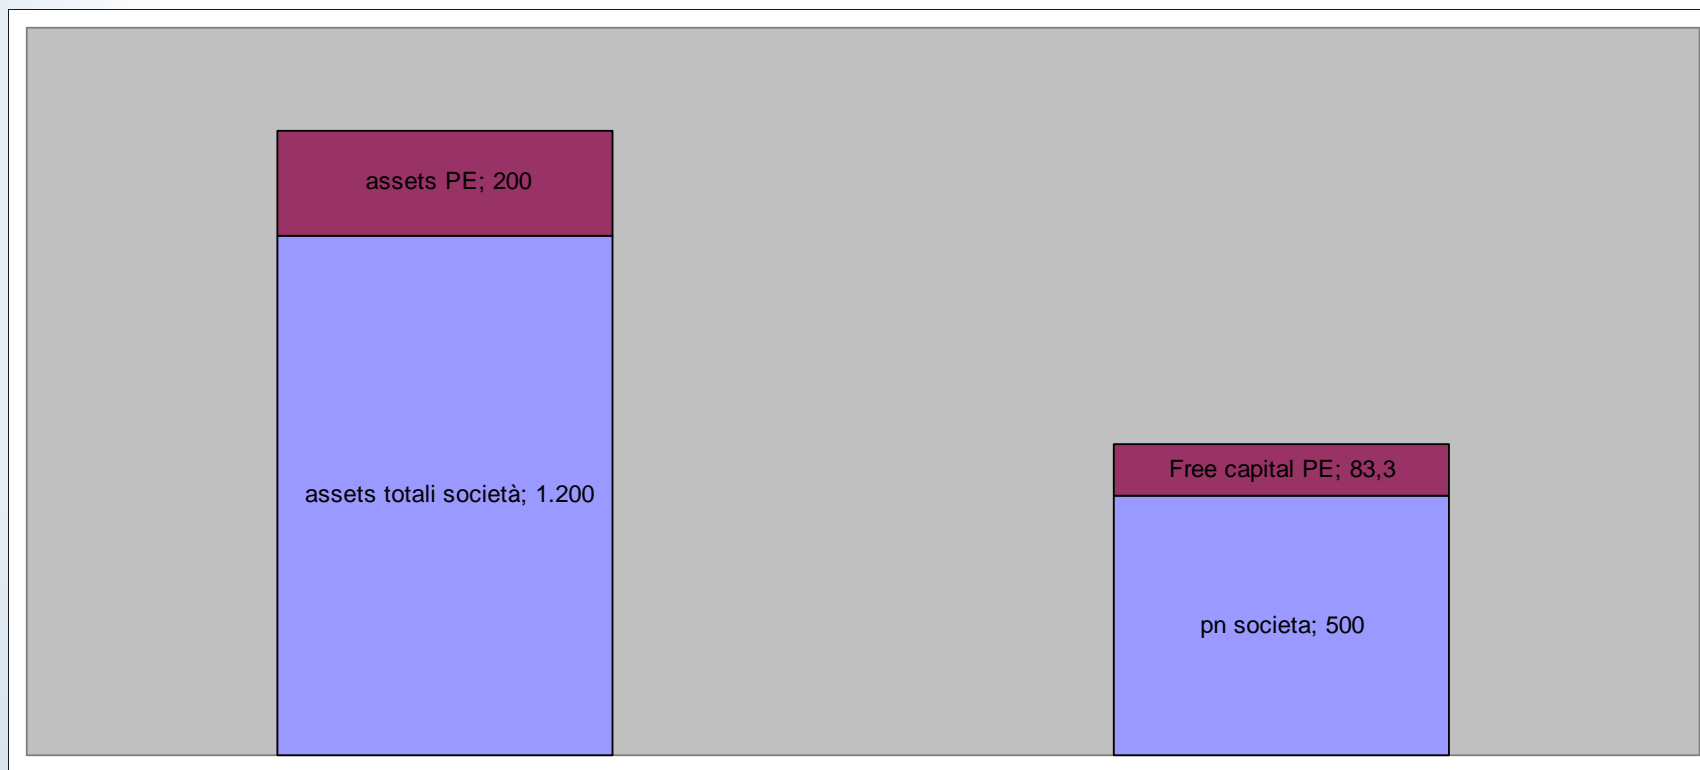 assets PE; 200
assets totali società; 1.200
Free capital PE; 83,3
pn societa; 500